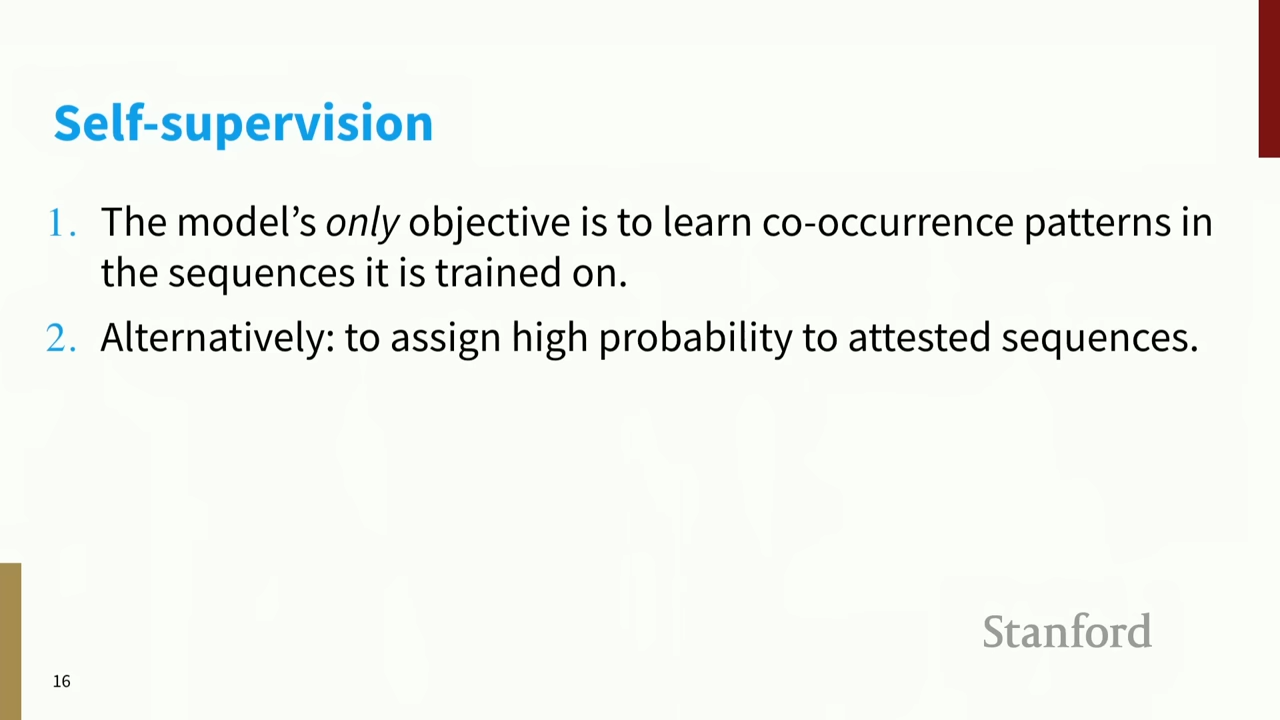 Self-supervision
1. The model’s only objective is to learn co-occurrence patterns in
the sequences it is trained on.
2. Alternatively: to assign high probability to attested sequences.
Stanford
16